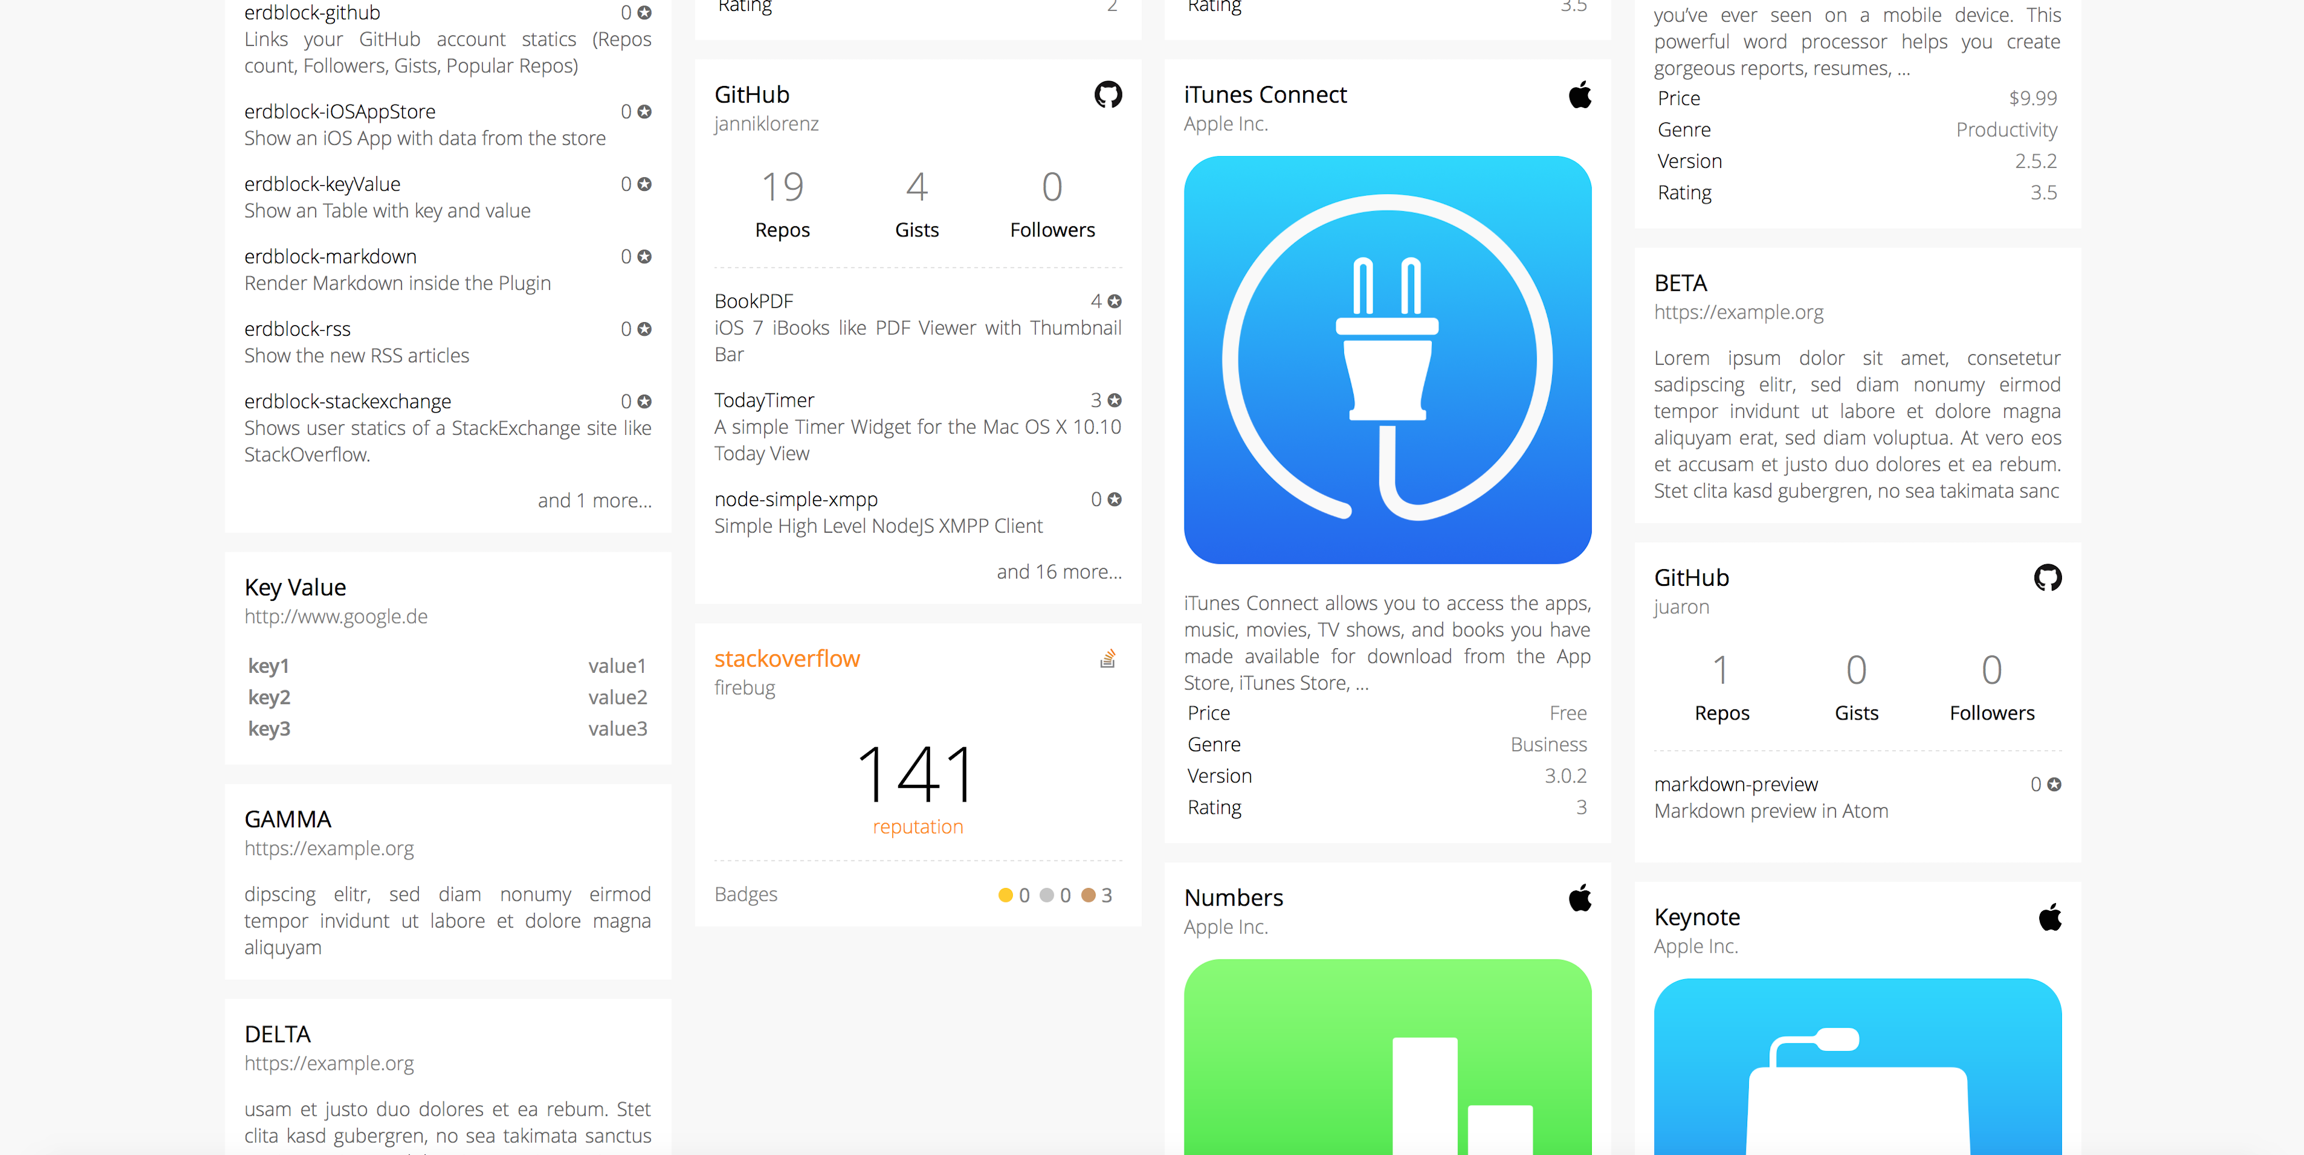 erdblock-github 0
Links your GitHub account statics (Repos
count, Followers, Gists, Popular Repos)
erdblock-iOSAppStore 0
Show an iOS App with data from the store
erdblock-keyValue 0
Show an Table with key and value
erdblock-markdown 0
Render Markdown inside the Plugin
erdblock-rss 0
Show the new RSS articles
erdblock-stackexchange 0
Shows user statics of a StackExchange site like
StackOverflow.
and 1 more...
Key Value
http://www.google.de
key1 value1
key2 value2
key3 value3
GAMMA
https://example.org
dipscing elitr, sed diam nonumy eirmod
tempor invidunt ut labore et dolore magna
aliquyam
DELTA
https://example.org
usam et justo duo dolores et ea rebum. Stet
clita kasd gubergren, no sea takimata sanctus
Rating 2
GitHub
janniklorenz
19 4 0
Repos Gists Followers
BookPDF 4
iOS 7 iBooks like PDF Viewer with Thumbnail
Bar
TodayTimer 3
A simple Timer Widget for the Mac OS X 10.10
Today View
node-simple-xmpp 0
Simple High Level NodeJS XMPP Client
and 16 more...
stackoverflow
firebug
141
reputation
Badges 0 0 3
Rating 3.5
iTunes Connect
Apple Inc.
iTunes Connect allows you to access the apps,
music, movies, TV shows, and books you have
made available for download from the App
Store, iTunes Store, ...
Price Free
Genre Business
Version 3.0.2
Rating 3
Numbers
Apple Inc.
you've ever seen on a mobile device. This
powerful word processor helps you create
gorgeous reports, resumes, ...
Price $9.99
Genre Productivity
Version 2.5.2
Rating 3.5
BETA
https://example.org
Lorem ipsum dolor sit amet, consetetur
sadipscing elitr, sed diam nonumy eirmod
tempor invidunt ut labore et dolore magna
aliquyam erat, sed diam voluptua. At vero eos
et accusam et justo duo dolores et ea rebum.
Stet clita kasd gubergren, no sea takimata sanc
GitHub
juaron
1 0 0
Repos Gists Followers
markdown-preview 0
Markdown preview in Atom
Keynote
Apple Inc.